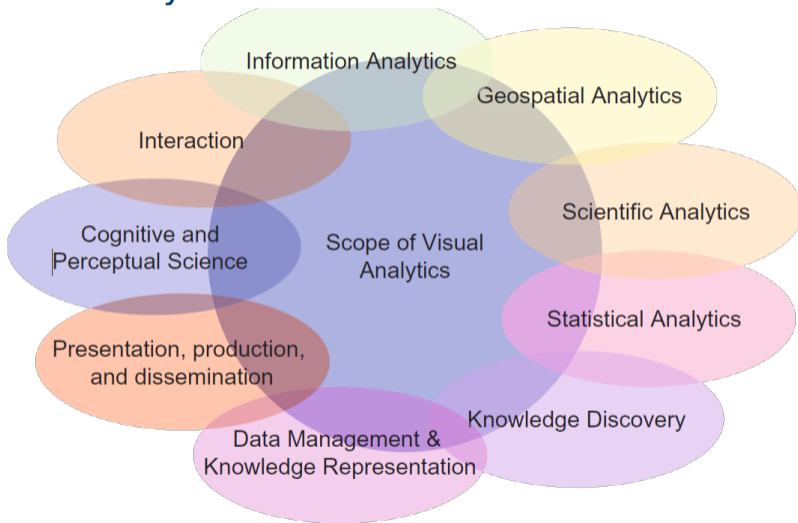 Information Analytics
Geospatial Analytics
Interaction
Scientific Analytics
Cognitive and
Perceptual Science
Scope of Visual
Analytics
Statistical Analytics
Presentation, production,
and dissemination
Knowledge Discovery
Data Management &
Knowledge Representation